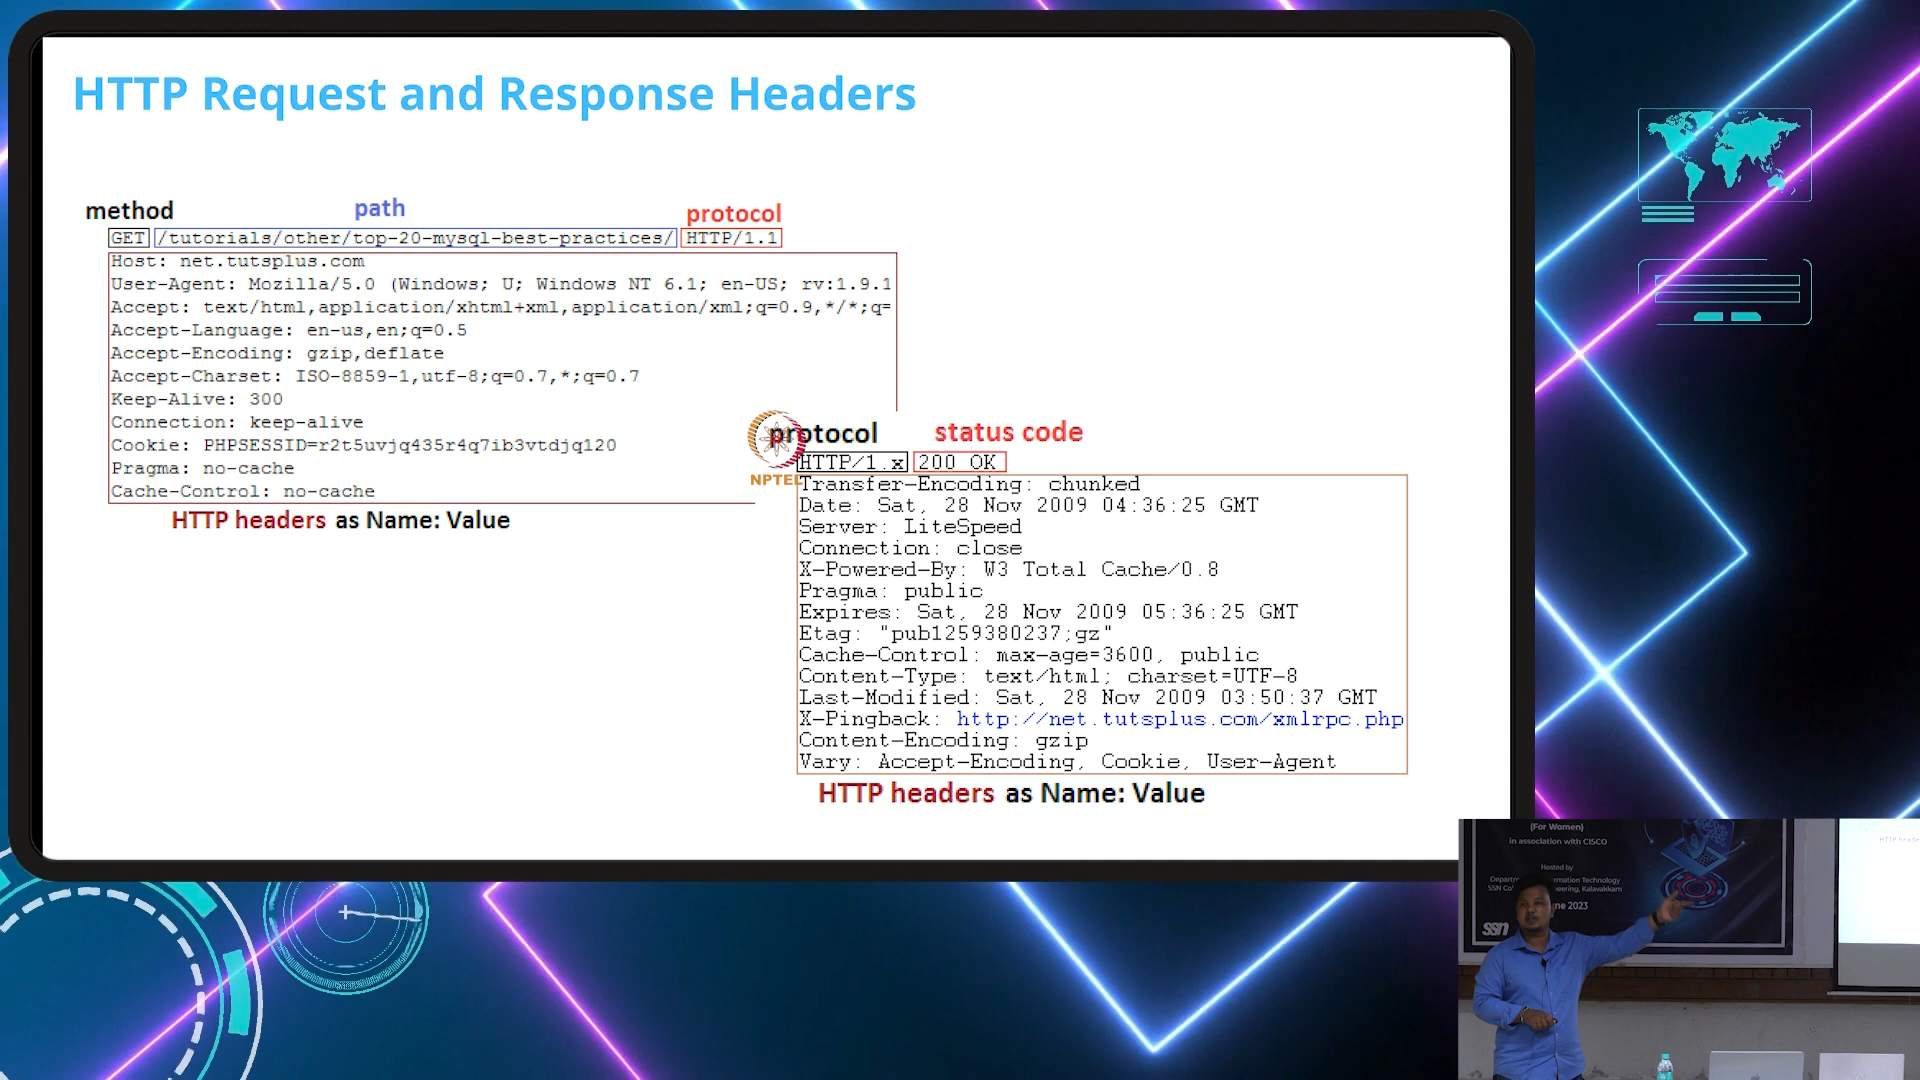 HTTP Request and Response Headers
method path protocol
GET /tutorials/other/top-20-mysql-best-practices/ HTTP/1.1
Host: net.tutsplus.com
User-Agent: Mozilla/5.0 (Windows; U; Windows NT 6.1; en-US; rv:1.9.1
Accept: text/html,application/xhtml+xml,application/xml;q=0.9,*/*;q=
Accept-Language: en-us,en;q=0.5
Accept-Encoding: gzip,deflate
Accept-Charset: ISO-8859-1,utf-8;q=0.7,*;q=0.7
Keep-Alive: 300
Connection: keep-alive
Cookie: PHPSESSID=r2t5uvjq435r4q7ib3vtdjq120
Pragma: no-cache
Cache-Control: no-cache
HTTP headers as Name: Value
protocol status code
HTTP/1.x 200 OK
NPTEL
Transfer-Encoding: chunked
Date: Sat, 28 Nov 2009 04:36:25 GMT
Server: LiteSpeed
Connection: close
X-Powered-By: W3 Total Cache/0.8
Pragma: public
Expires: Sat, 28 Nov 2009 05:36:25 GMT
Etag: "pub1259380237;gz"
Cache-Control: max-age=3600, public
Content-Type: text/html; charset=UTF-8
Last-Modified: Sat, 28 Nov 2009 03:50:37 GMT
X-Pingback: http://net.tutsplus.com/xmlrpc.php
Content-Encoding: gzip
Vary: Accept-Encoding, Cookie, User-Agent
HTTP headers as Name: Value
(For Women)
in association with CISCO
Hosted by
Information Technology
SSN Kalavakkam
2023
ssn